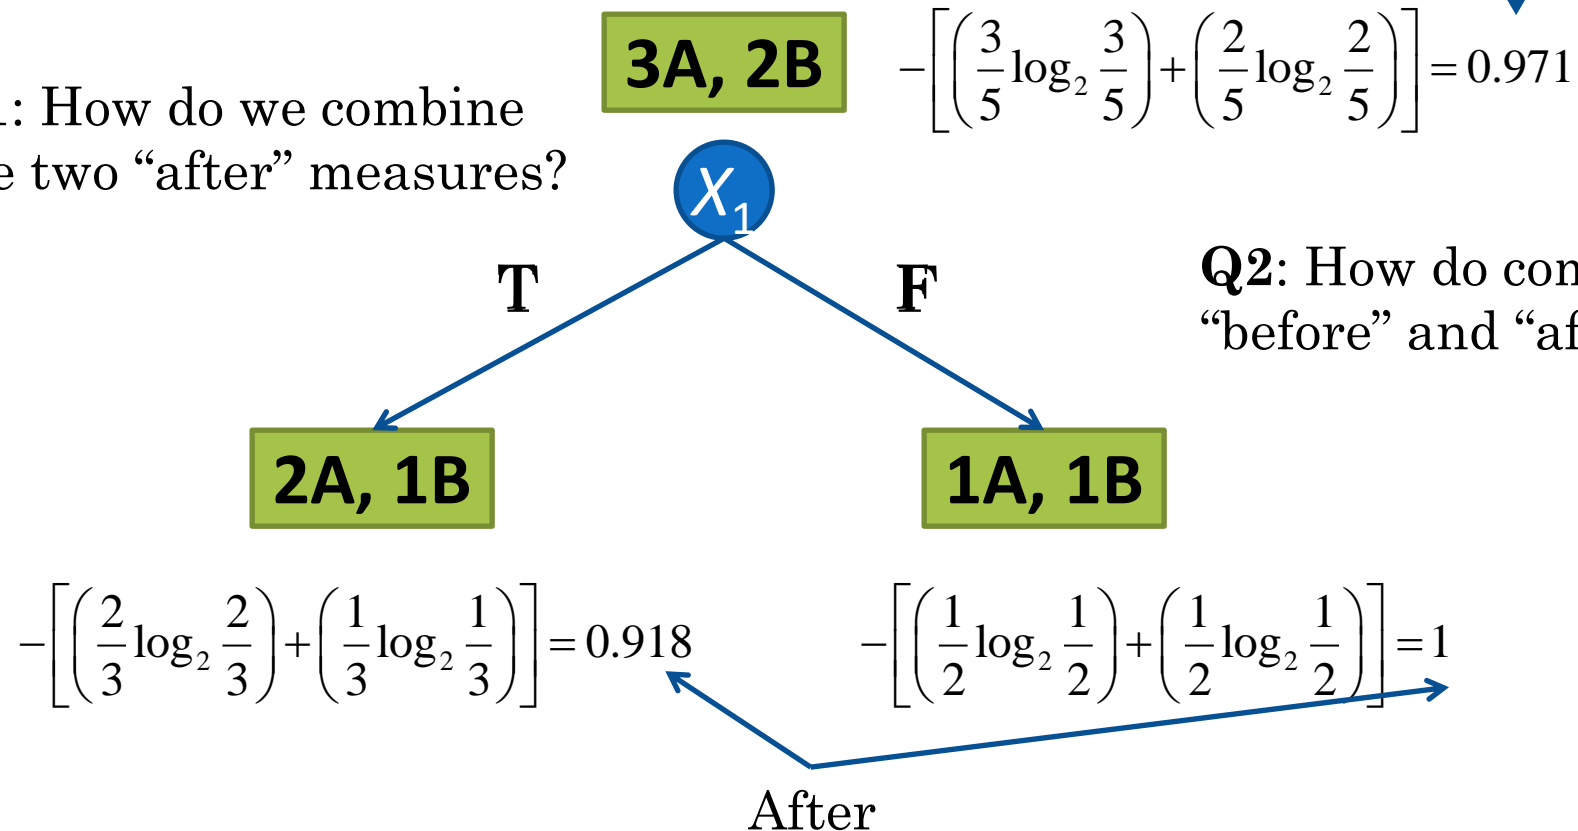 3A, 2B
-[(3/5 log₂ 3/5)+(2/5 log₂ 2/5)] = 0.971
: How do we combine
two “after” measures?
X₁
T
F
Q2: How do
“before” and
2A, 1B
1A, 1B
-[(2/3 log₂ 2/3)+(1/3 log₂ 1/3)] = 0.918
-[(1/2 log₂ 1/2)+(1/2 log₂ 1/2)] = 1
After